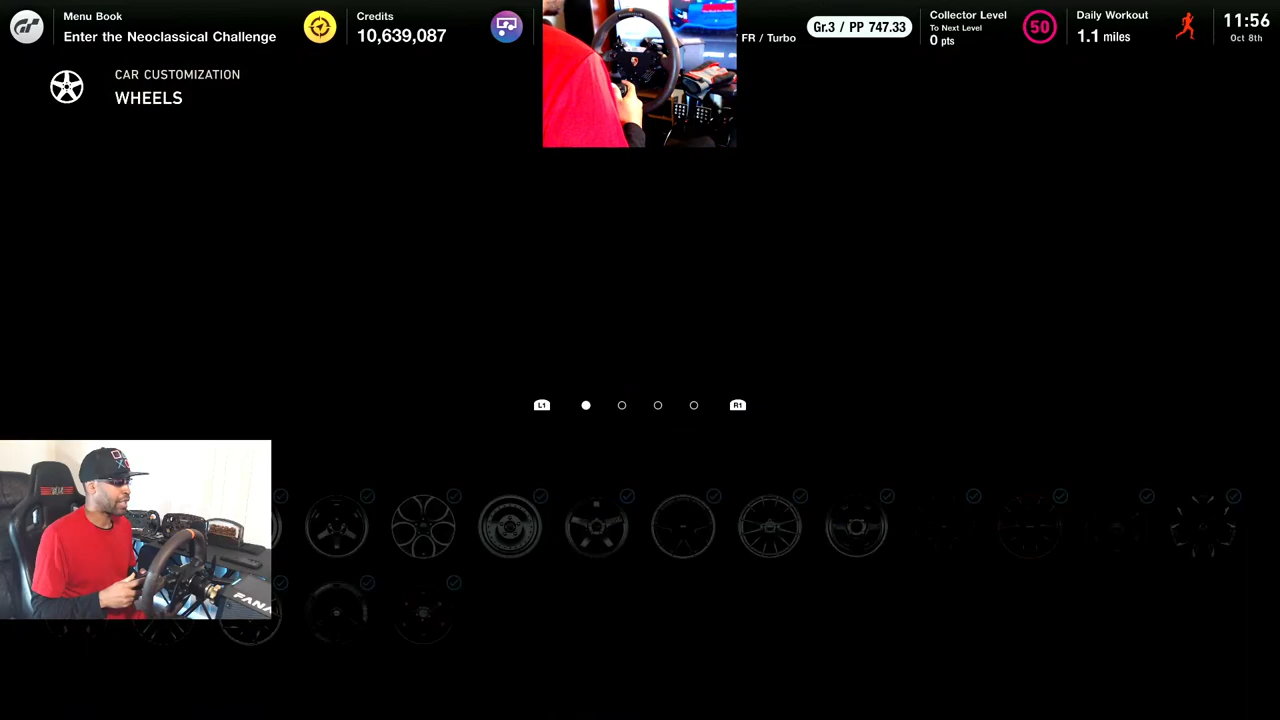 Menu Book
Enter the Neoclassical Challenge
Credits
10,639,087
FR / Turbo
Gr.3 / PP 747.33
Collector Level
To Next Level
0 pts
50
Daily Workout
1.1 miles
11:56
Oct 8th
CAR CUSTOMIZATION
WHEELS
L1
R1
FANA